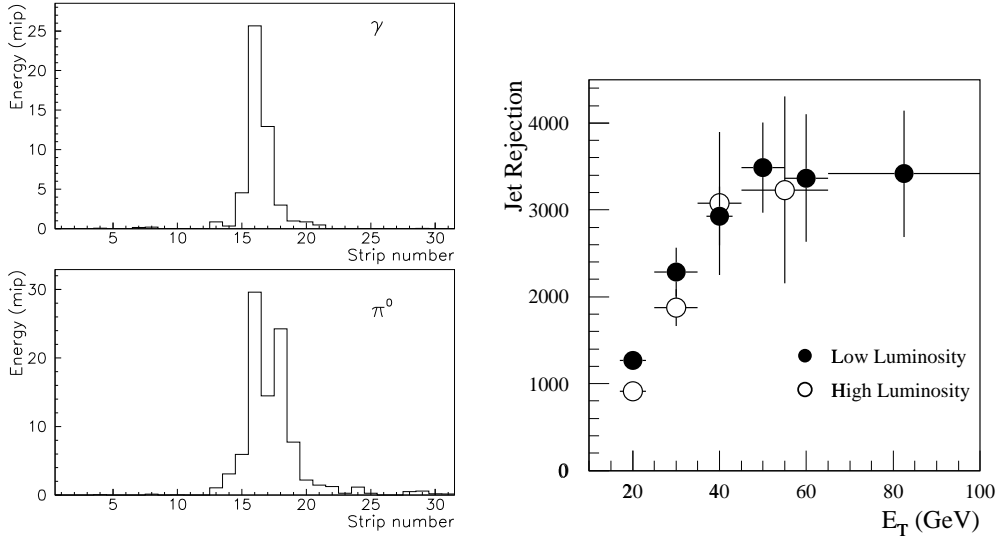 Energy (mip)
25
20
15
10
5
0
γ
5 10 15 20 25 30
Strip number
Energy (mip)
30
20
10
0
π⁰
5 10 15 20 25 30
Strip number
Jet Rejection
4000
3000
2000
1000
0
Low Luminosity
High Luminosity
20 40 60 80 100
E_T (GeV)